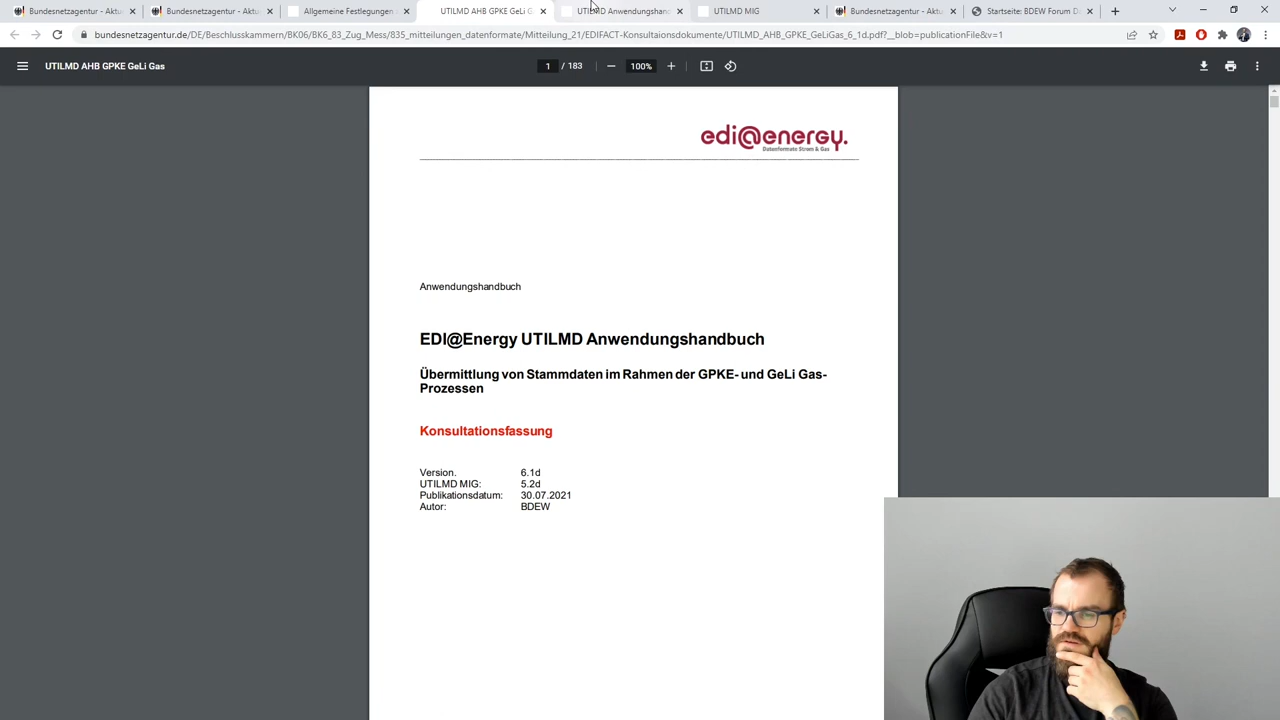 Bundesnetzagentur - Aktu
Bundesnetzagentur - Aktu
Allgemeine Festlegungen
UTILMD AHB GPKE GeLi G
UTILMD Anwendungshand
UTILMD MIG
Bundesnetzagentur - Aktu
Startseite: BDEW Forum D
bundesnetzagentur.de/DE/Beschlusskammern/BK06/BK6_83_Zug_Mess/835_mitteilungen_datenformate/Mitteilung_21/EDIFACT-Konsultaionsdokumente/UTILMD_AHB_GPKE_GeLiGas_6_1d.pdf?__blob=publicationFile&v=1
UTILMD AHB GPKE GeLi Gas
1 / 183
100%
edi@energy.
Datenformate Strom & Gas
Anwendungshandbuch
EDI@Energy UTILMD Anwendungshandbuch
Übermittlung von Stammdaten im Rahmen der GPKE- und GeLi Gas-
Prozessen
Konsultationsfassung
Version. 6.1d
UTILMD MIG: 5.2d
Publikationsdatum: 30.07.2021
Autor: BDEW